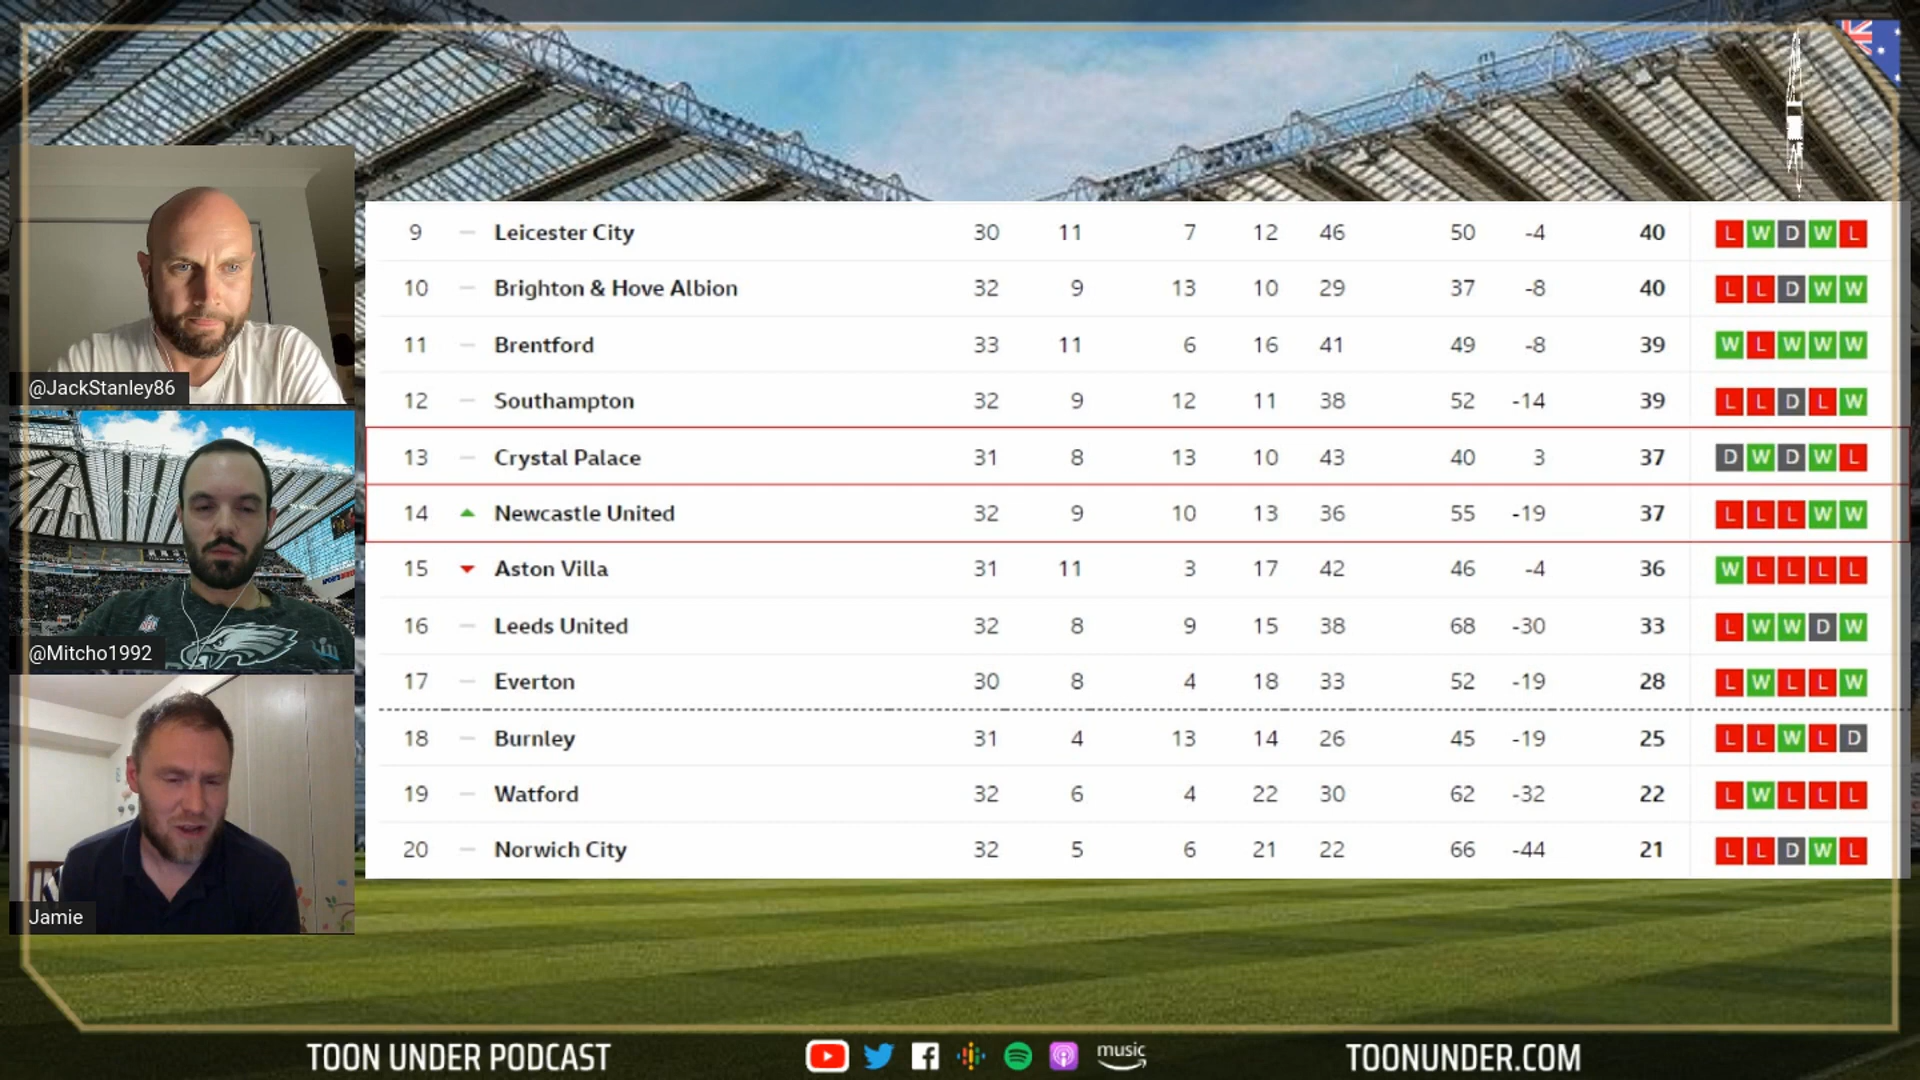 9 – Leicester City 30 11 7 12 46 50 -4 40 L W D W L
10 – Brighton & Hove Albion 32 9 13 10 29 37 -8 40 L L D W W
11 – Brentford 33 11 6 16 41 49 -8 39 W L W W W
12 – Southampton 32 9 12 11 38 52 -14 39 L L D L W
13 – Crystal Palace 31 8 13 10 43 40 3 37 D W D W L
14 Newcastle United 32 9 10 13 36 55 -19 37 L L L W W
15 Aston Villa 31 11 3 17 42 46 -4 36 W L L L L
16 – Leeds United 32 8 9 15 38 68 -30 33 L W W D W
17 – Everton 30 8 4 18 33 52 -19 28 L W L L W
18 – Burnley 31 4 13 14 26 45 -19 25 L L W L D
19 – Watford 32 6 4 22 30 62 -32 22 L W L L L
20 – Norwich City 32 5 6 21 22 66 -44 21 L L D W L
@JackStanley86
@Mitcho1992
Jamie
TOON UNDER PODCAST
music
TOONUNDER.COM